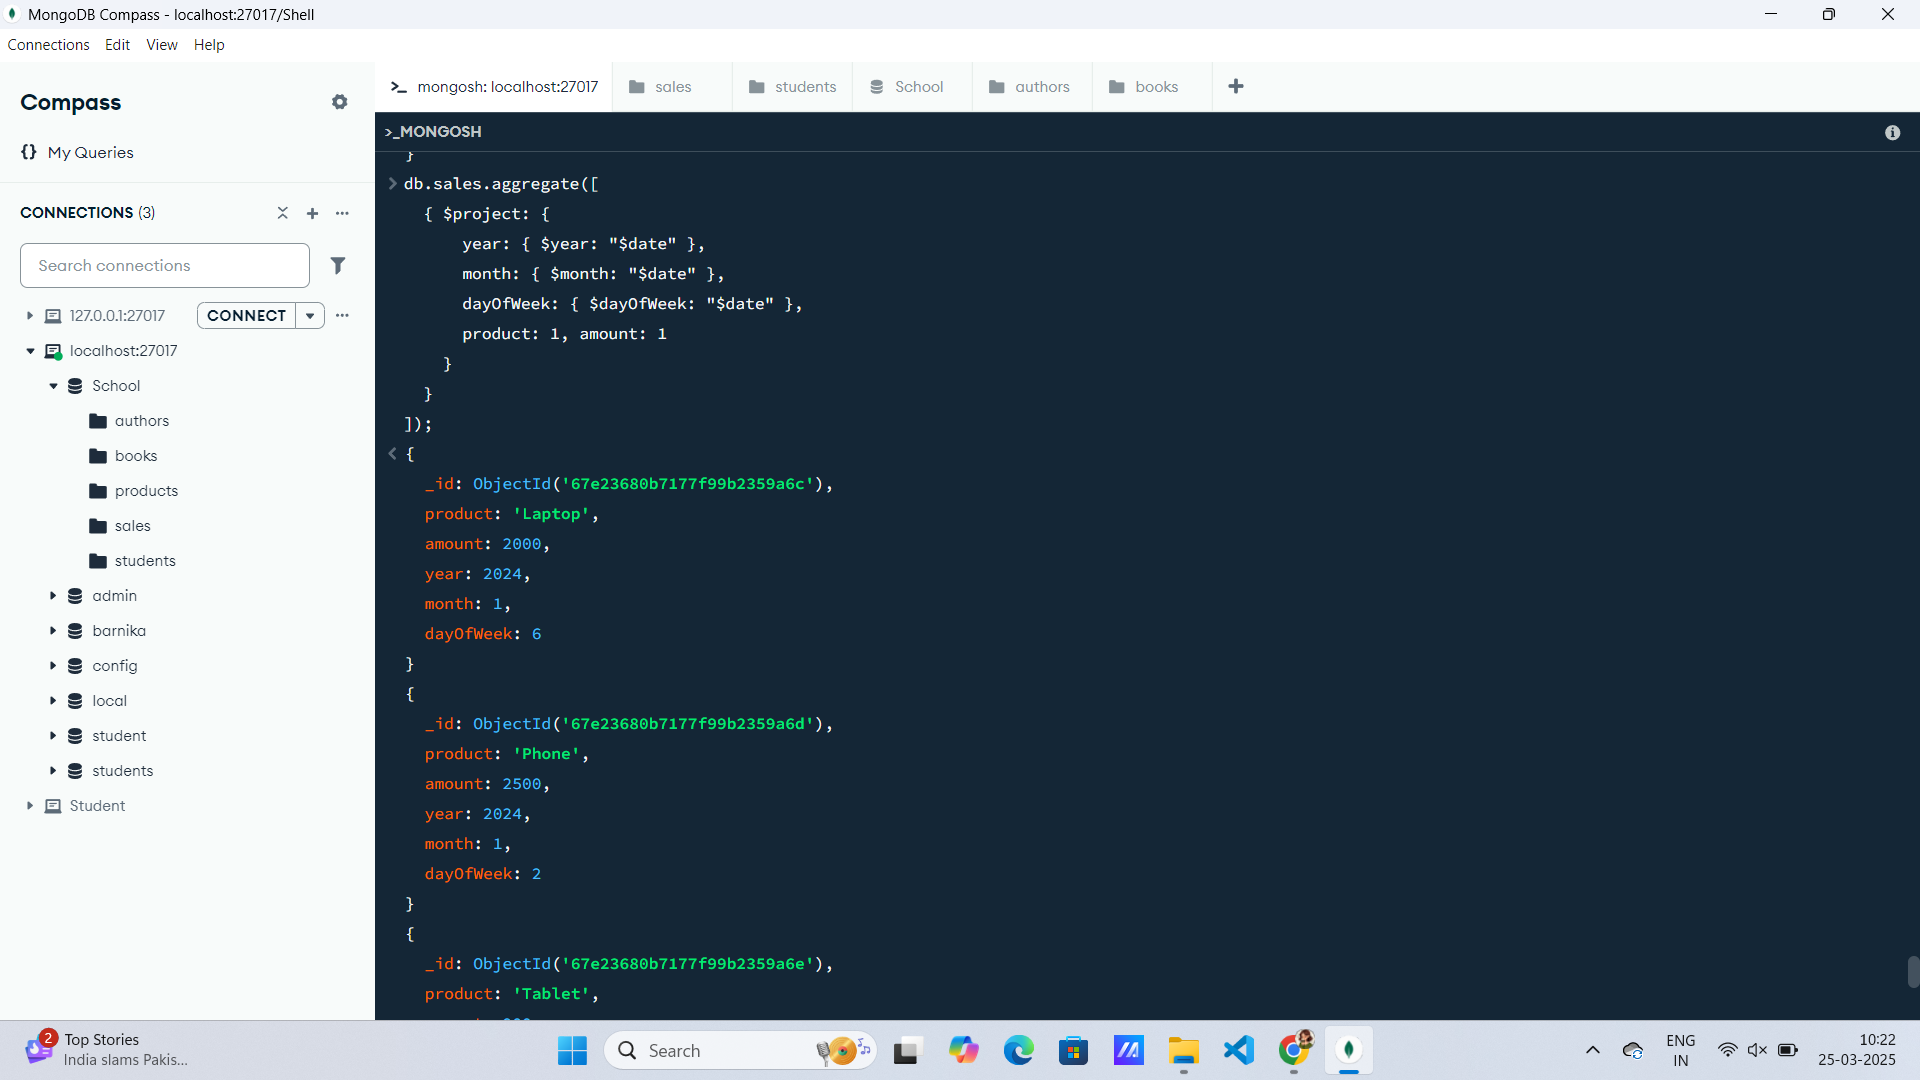 MongoDB Compass - localhost:27017/Shell
Connections Edit View Help
Compass
{} My Queries
CONNECTIONS (3)
Search connections
127.0.0.1:27017 CONNECT
localhost:27017
School
authors
books
products
sales
students
admin
barnika
config
local
student
students
Student
>_ mongosh: localhost:27017 sales students School authors books
>_MONGOSH
}
> db.sales.aggregate([
{ $project: {
year: { $year: "$date" },
month: { $month: "$date" },
dayOfWeek: { $dayOfWeek: "$date" },
product: 1, amount: 1
}
}
]);
< {
_id: ObjectId('67e23680b7177f99b2359a6c'),
product: 'Laptop',
amount: 2000,
year: 2024,
month: 1,
dayOfWeek: 6
}
{
_id: ObjectId('67e23680b7177f99b2359a6d'),
product: 'Phone',
amount: 2500,
year: 2024,
month: 1,
dayOfWeek: 2
}
{
_id: ObjectId('67e23680b7177f99b2359a6e'),
product: 'Tablet',
2
Top Stories
India slams Pakis...
Search
ENG
IN
10:22
25-03-2025